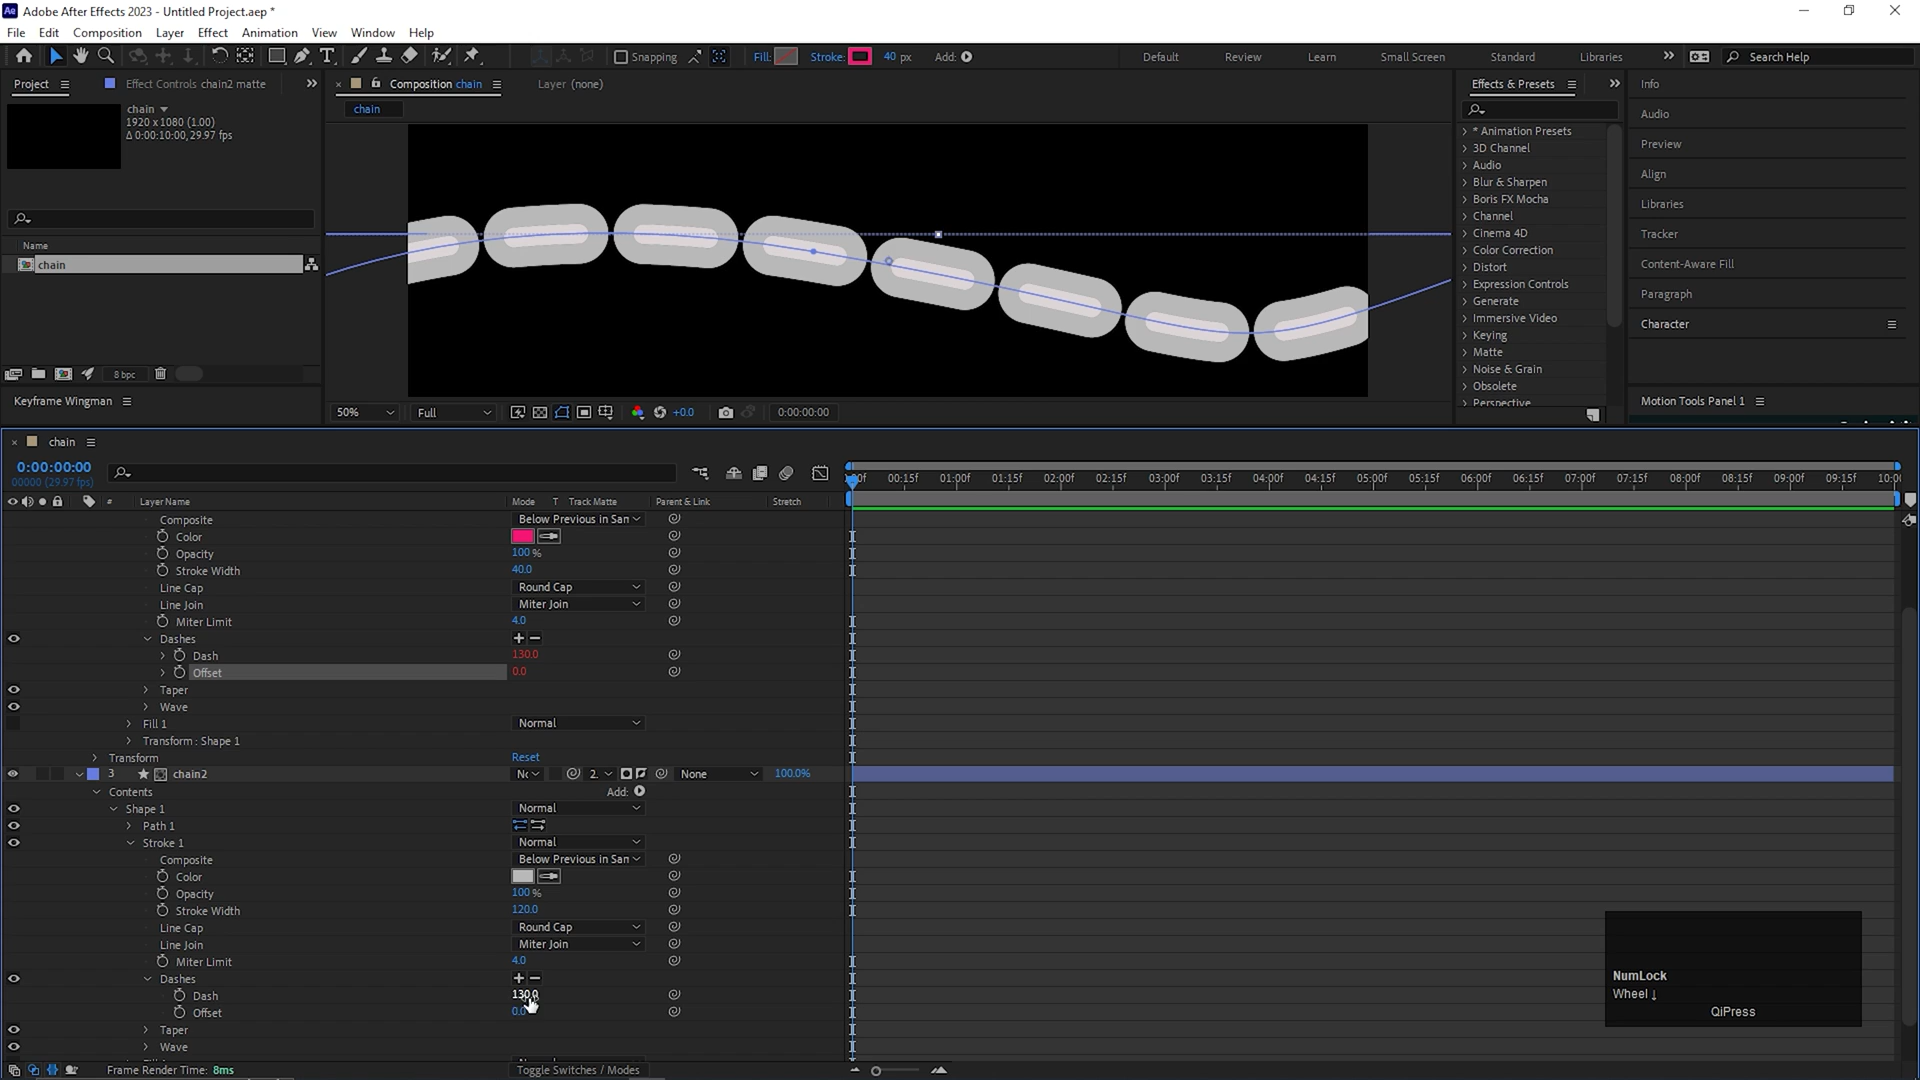 Ae Adobe After Effects 2023 - Untitled Project.aep *
File Edit Composition Layer Effect Animation View Window Help
Snapping Fill: Stroke: 40 px Add: Default Review Learn Small Screen Standard Libraries Search Help
Project Effect Controls chain2 matte
chain
1920 x 1080 (1.00)
Δ 0:00:10:00, 29.97 fps
Name
chain
8 bpc
Keyframe Wingman
Composition chain Layer (none)
chain
50% Full +0.0 0:00:00:00
Effects & Presets
* Animation Presets
3D Channel
Audio
Blur & Sharpen
Boris FX Mocha
Channel
Cinema 4D
Color Correction
Distort
Expression Controls
Generate
Immersive Video
Keying
Matte
Noise & Grain
Obsolete
Perspective
Info
Audio
Preview
Align
Libraries
Tracker
Content-Aware Fill
Paragraph
Character
Motion Tools Panel 1
chain
0:00:00:00
00000 (29.97 fps)
00:15f 01:00f 01:15f 02:00f 02:15f 03:00f 03:15f 04:00f 04:15f 05:00f 05:15f 06:00f 06:15f 07:00f 07:15f 08:00f 08:15f 09:00f 09:15f
# Layer Name Mode T Track Matte Parent & Link Stretch
Composite Below Previous in San
Color
Opacity 100 %
Stroke Width 40.0
Line Cap Round Cap
Line Join Miter Join
Miter Limit 4.0
Dashes
Dash 130.0
Offset 0.0
Taper
Wave
Fill 1 Normal
Transform : Shape 1
Transform Reset
3 chain2 2. None 100.0%
Contents Add:
Shape 1 Normal
Path 1
Stroke 1 Normal
Composite Below Previous in San
Color
Opacity 100 %
Stroke Width 120.0
Line Cap Round Cap
Line Join Miter Join
Miter Limit 4.0
Dashes
Dash 130.0
Offset 0.0
Taper
Wave
Frame Render Time: 8ms Toggle Switches / Modes
NumLock
Wheel ↓
QiPress